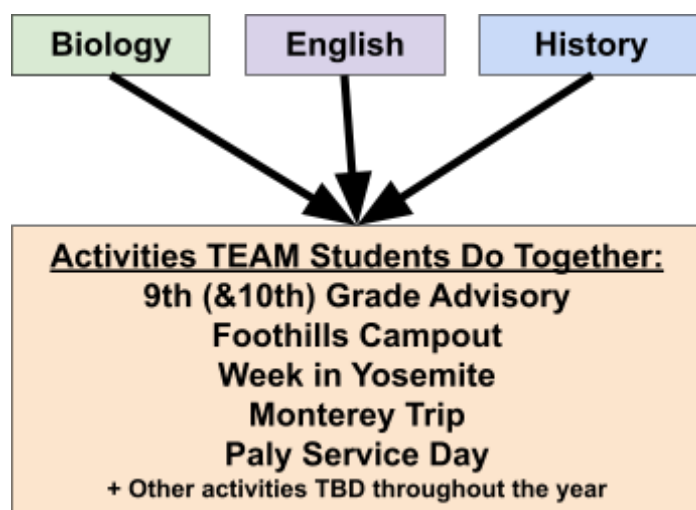 Biology
English
History
Activities TEAM Students Do Together:
9th (&10th) Grade Advisory
Foothills Campout
Week in Yosemite
Monterey Trip
Paly Service Day
+ Other activities TBD throughout the year